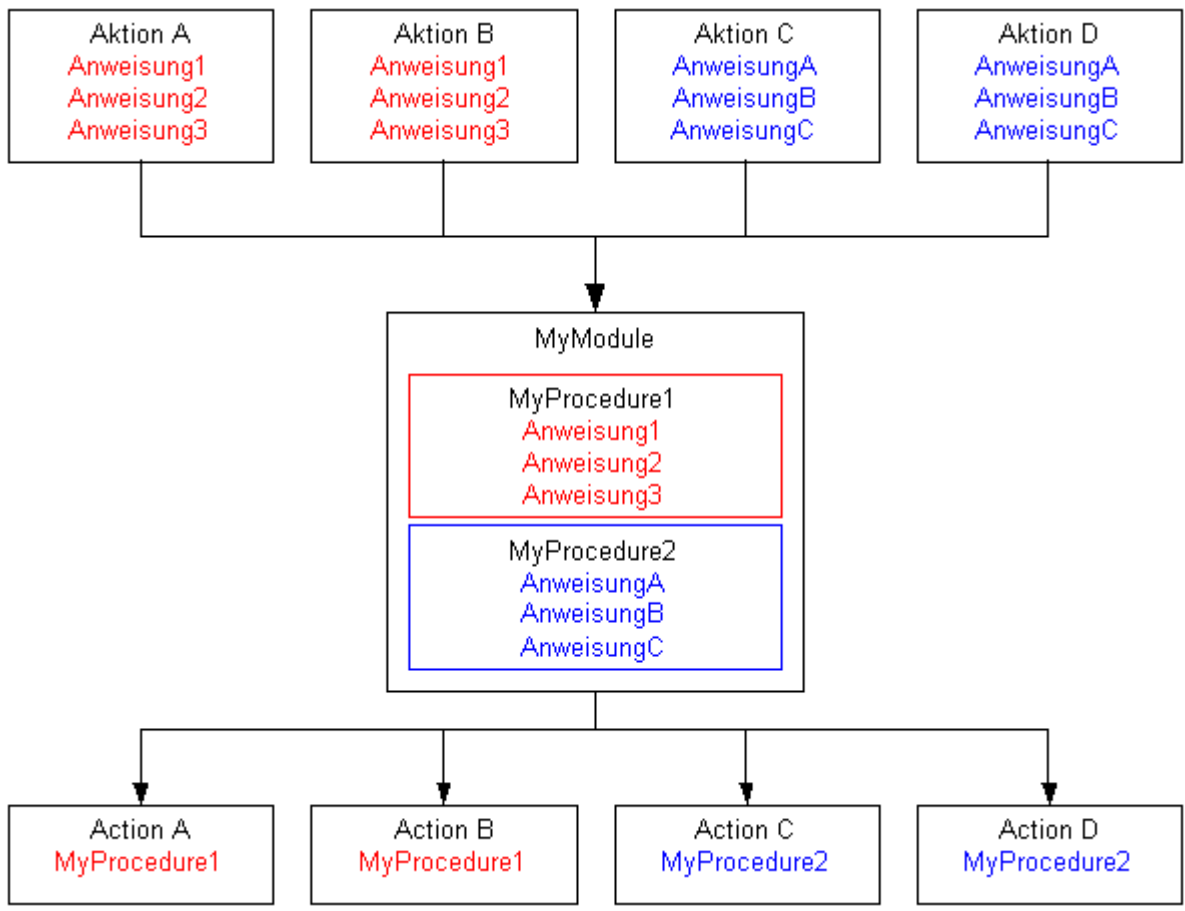 Aktion A
Anweisung1
Anweisung2
Anweisung3
Aktion B
Anweisung1
Anweisung2
Anweisung3
Aktion C
AnweisungA
AnweisungB
AnweisungC
Aktion D
AnweisungA
AnweisungB
AnweisungC
MyModule
MyProcedure1
Anweisung1
Anweisung2
Anweisung3
MyProcedure2
AnweisungA
AnweisungB
AnweisungC
Action A
MyProcedure1
Action B
MyProcedure1
Action C
MyProcedure2
Action D
MyProcedure2